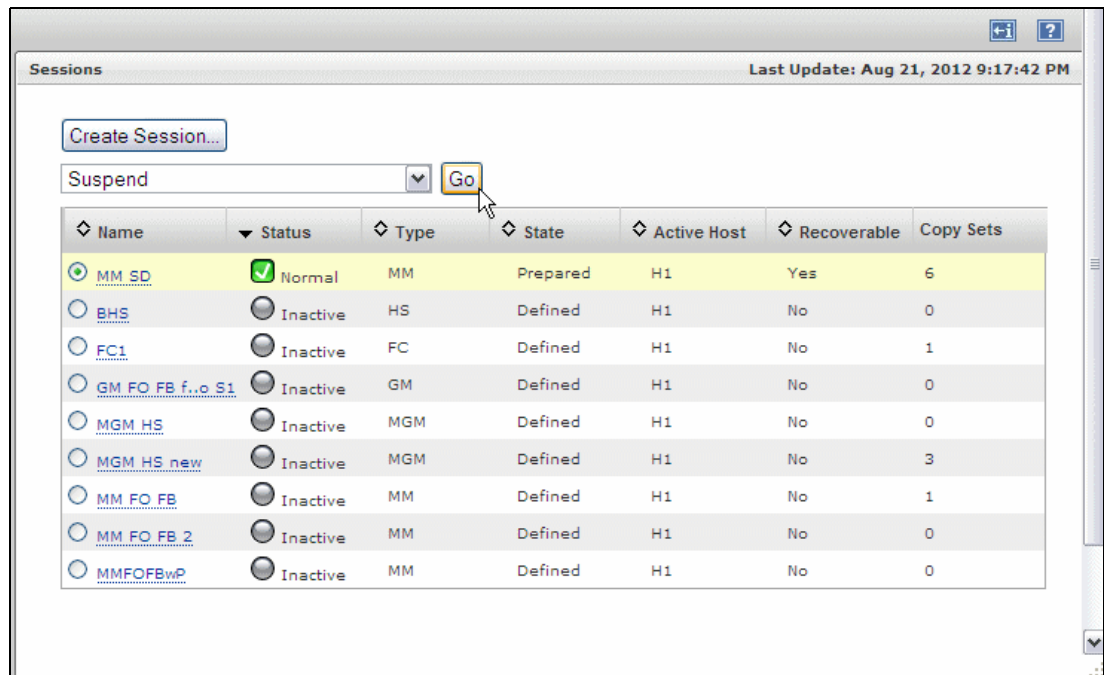 ?
Sessions Last Update: Aug 21, 2012 9:17:42 PM
Create Session...
Suspend Go
Name Status Type State Active Host Recoverable Copy Sets
MM SD Normal MM Prepared H1 Yes 6
BHS Inactive HS Defined H1 No 0
FC1 Inactive FC Defined H1 No 1
GM FO FB f..o S1 Inactive GM Defined H1 No 0
MGM HS Inactive MGM Defined H1 No 0
MGM HS new Inactive MGM Defined H1 No 3
MM FO FB Inactive MM Defined H1 No 1
MM FO FB 2 Inactive MM Defined H1 No 0
MMFOFBwP Inactive MM Defined H1 No 0